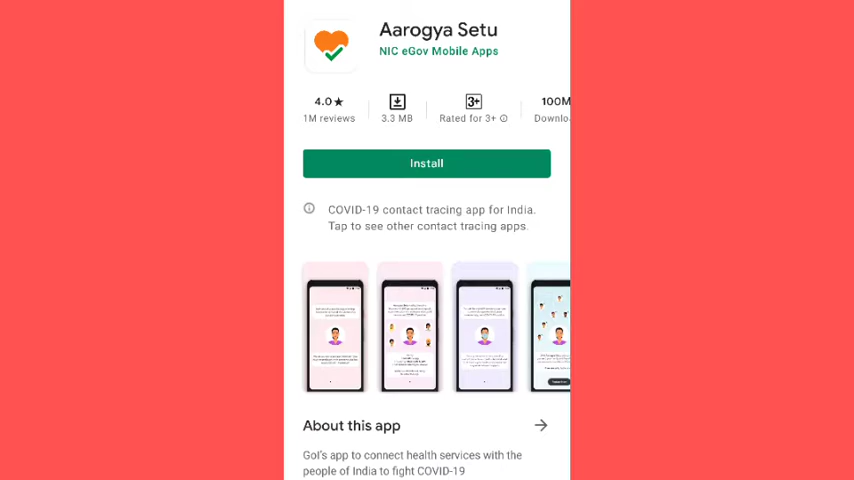 Aarogya Setu
NIC eGov Mobile Apps
4.0★
1M reviews
3.3 MB
3+
Rated for 3+
100M
Downlo
Install
COVID-19 contact tracing app for India.
Tap to see other contact tracing apps.
About this app
GoI's app to connect health services with the
people of India to fight COVID-19